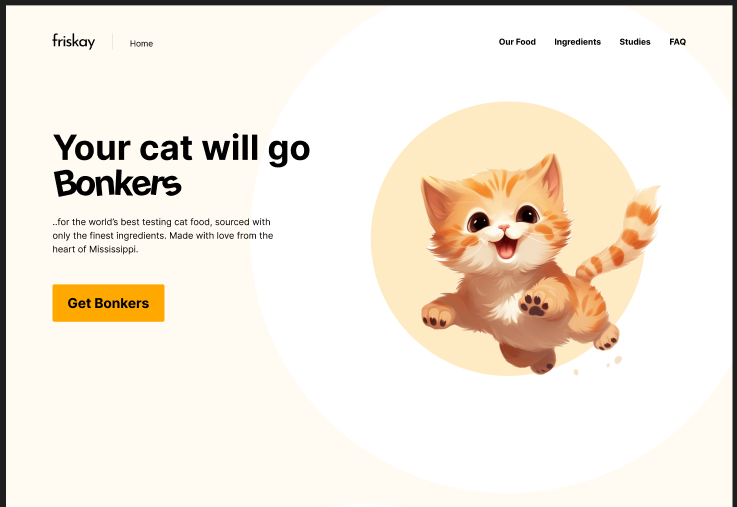 friskay
Home
Our Food
Ingredients
Studies
FAQ
Your cat will go
Bonkers
..for the world's best testing cat food, sourced with
only the finest ingredients. Made with love from the
heart of Mississippi.
Get Bonkers